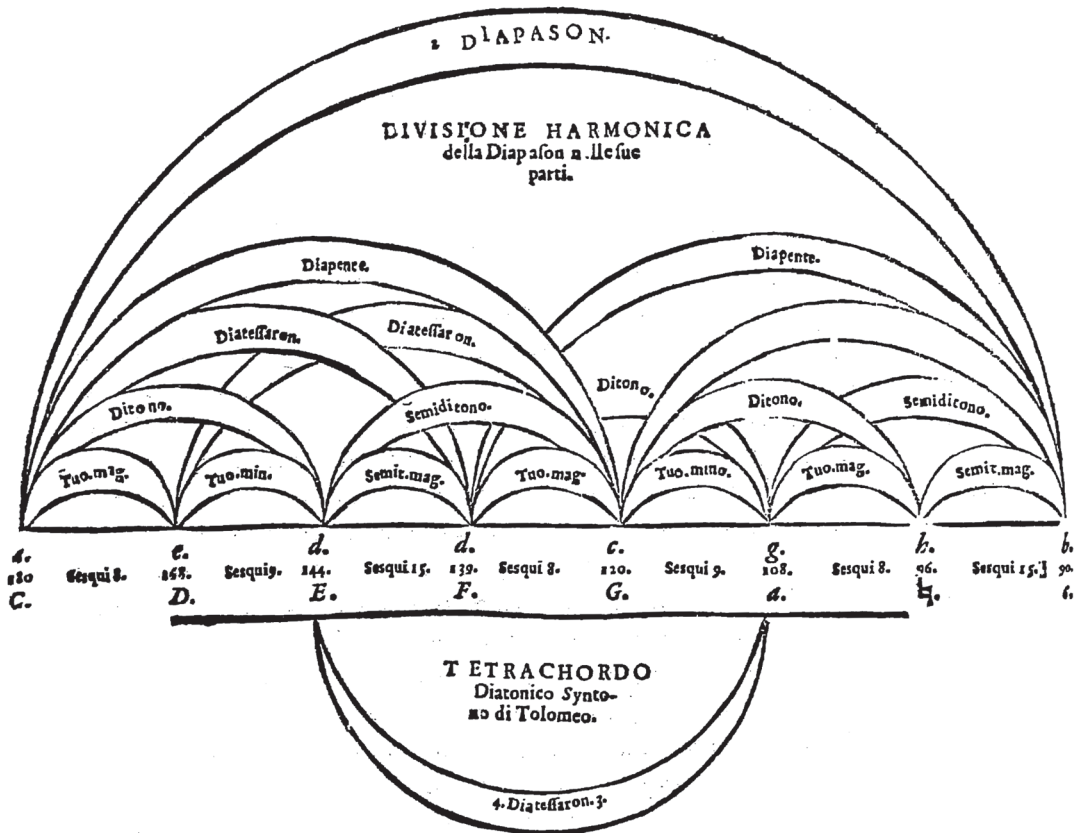 2 DIAPASON.
DIVISIONE HARMONICA
della Diapason n.lle sue
parti.
Diapente. Diapente.
Diatessaron. Diatessaron.
Ditono. Semiditono. Ditono. Ditono. Semiditono.
Tuo.mag. Tuo.min. Semit.mag. Tuo.mag Tuo.mino. Tuo.mag. Semit.mag.
a. e. d. d. c. g. h. b.
180 Sesqui 8. Sesqui9. 144. Sesqui 15. 139. Sesqui 8. 120. Sesqui 9. 108. Sesqui 8. 96. Sesqui 15. 90.
C. D. E. F. G. a. ♮. 6.
TETRACHORDO
Diatonico Synto-
no di Tolomeo.
4. Diatessaron. 3.